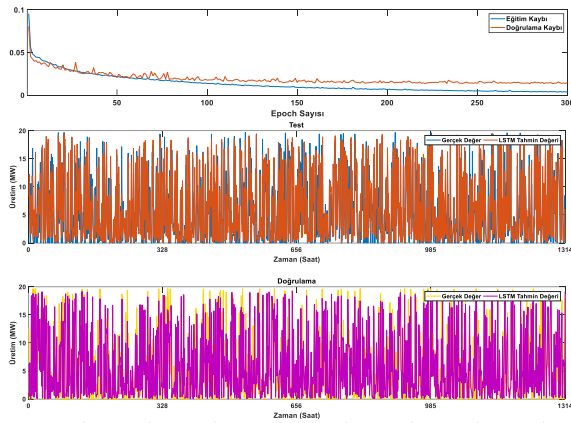 0.1
Eğitim Kaybı
Doğrulama Kaybı
0.05
0
50
100
150
200
250
300
Epoch Sayısı
Test
20
Gerçek Değer
LSTM Tahmin Değeri
15
10
5
0
Üretim (MW)
0
328
656
985
1314
Zaman (Saat)
Doğrulama
20
Gerçek Değer
LSTM Tahmin Değeri
15
10
5
0
Üretim (MW)
0
328
656
985
1314
Zaman (Saat)